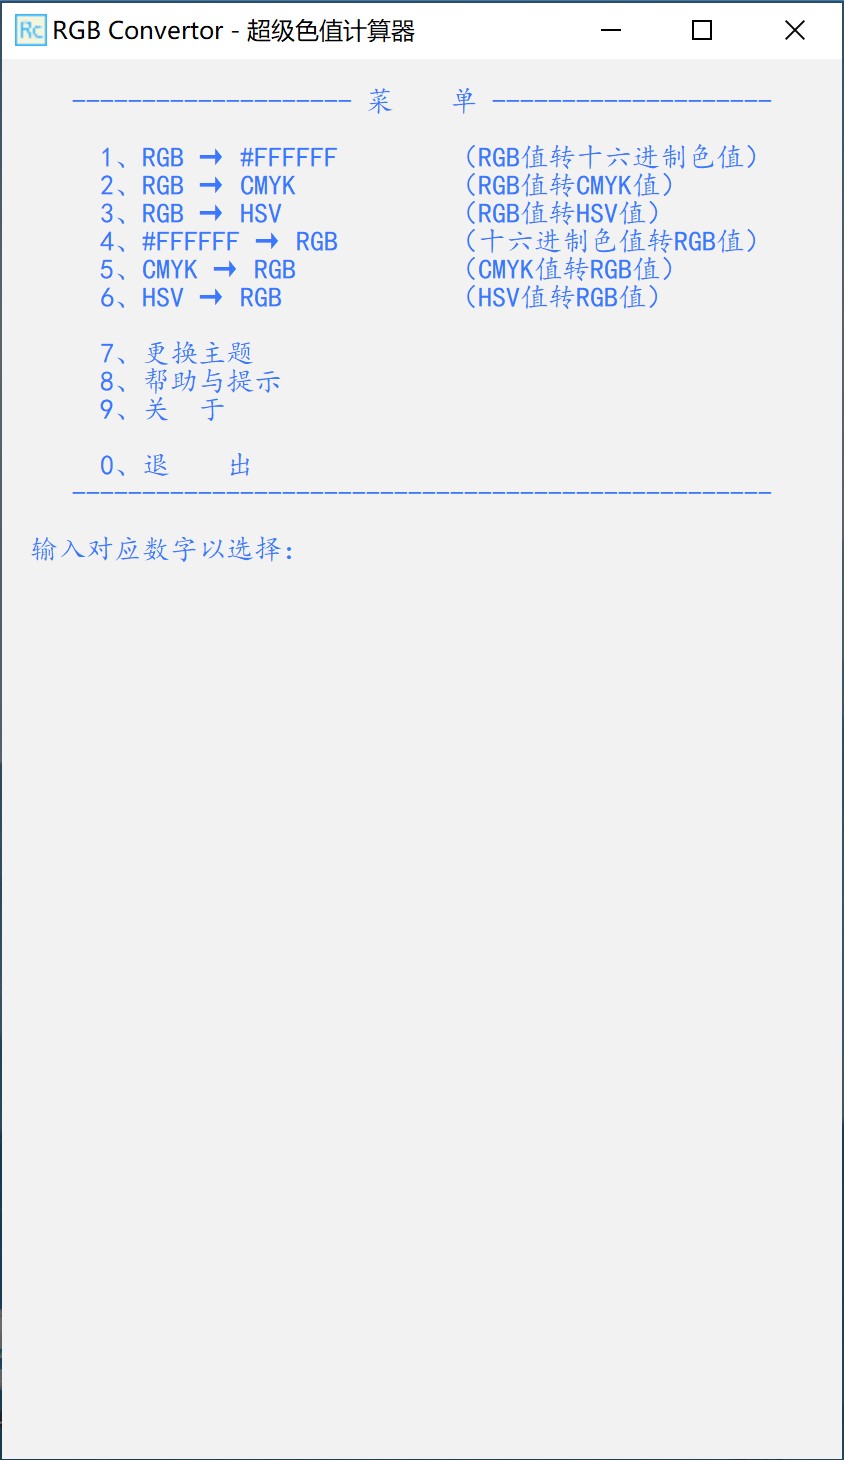 Rc RGB Convertor - 超级色值计算器
-------------------- 菜    单 --------------------
1、RGB → #FFFFFF (RGB值转十六进制色值)
2、RGB → CMYK (RGB值转CMYK值)
3、RGB → HSV (RGB值转HSV值)
4、#FFFFFF → RGB (十六进制色值转RGB值)
5、CMYK → RGB (CMYK值转RGB值)
6、HSV → RGB (HSV值转RGB值)
7、更换主题
8、帮助与提示
9、关  于
0、退    出
--------------------------------------------------
输入对应数字以选择: